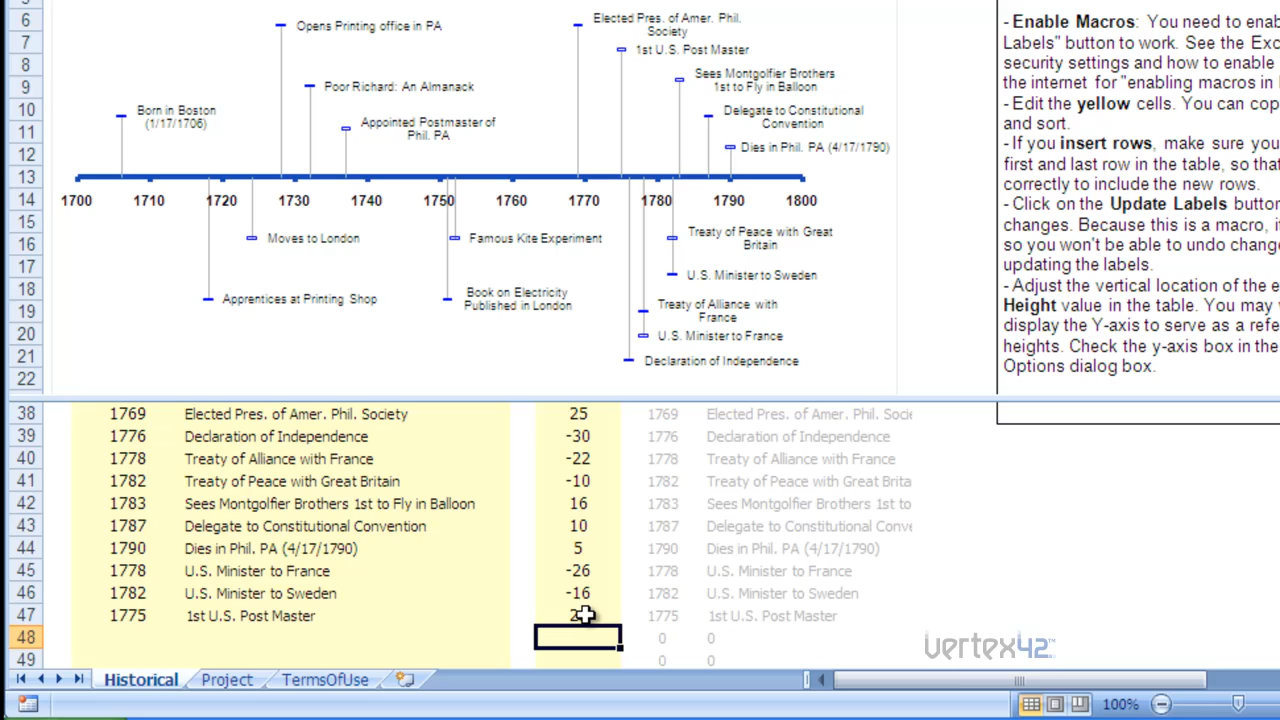 5
6
7
8
9
10
11
12
13
14
15
16
17
18
19
20
21
22
Opens Printing office in PA
Elected Pres. of Amer. Phil.
Society
1st U.S. Post Master
Sees Montgolfier Brothers
1st to Fly in Balloon
Poor Richard: An Almanack
Born in Boston
(1/17/1706)
Delegate to Constitutional
Convention
Appointed Postmaster of
Phil. PA
Dies in Phil. PA (4/17/1790)
1700 1710 1720 1730 1740 1750 1760 1770 1780 1790 1800
Moves to London
Famous Kite Experiment
Treaty of Peace with Great
Britain
U.S. Minister to Sweden
Apprentices at Printing Shop
Book on Electricity
Published in London
Treaty of Alliance with
France
U.S. Minister to France
Declaration of Independence
- Enable Macros: You need to enab
Labels" button to work. See the Exc
security settings and how to enable
the internet for "enabling macros in
- Edit the yellow cells. You can cop
and sort.
- If you insert rows, make sure you
first and last row in the table, so that
correctly to include the new rows.
- Click on the Update Labels button
changes. Because this is a macro, i
so you won't be able to undo change
updating the labels.
- Adjust the vertical location of the e
Height value in the table. You may
display the Y-axis to serve as a refe
heights. Check the y-axis box in the
Options dialog box.
38 1769 Elected Pres. of Amer. Phil. Society 25 1769 Elected Pres. of Amer. Phil. Socie
39 1776 Declaration of Independence -30 1776 Declaration of Independence
40 1778 Treaty of Alliance with France -22 1778 Treaty of Alliance with France
41 1782 Treaty of Peace with Great Britain -10 1782 Treaty of Peace with Great Brita
42 1783 Sees Montgolfier Brothers 1st to Fly in Balloon 16 1783 Sees Montgolfier Brothers 1st to
43 1787 Delegate to Constitutional Convention 10 1787 Delegate to Constitutional Conve
44 1790 Dies in Phil. PA (4/17/1790) 5 1790 Dies in Phil. PA (4/17/1790)
45 1778 U.S. Minister to France -26 1778 U.S. Minister to France
46 1782 U.S. Minister to Sweden -16 1782 U.S. Minister to Sweden
47 1775 1st U.S. Post Master 1775 1st U.S. Post Master
48 0 0
49 0 0
vertex42™
Historical Project TermsOfUse
100%